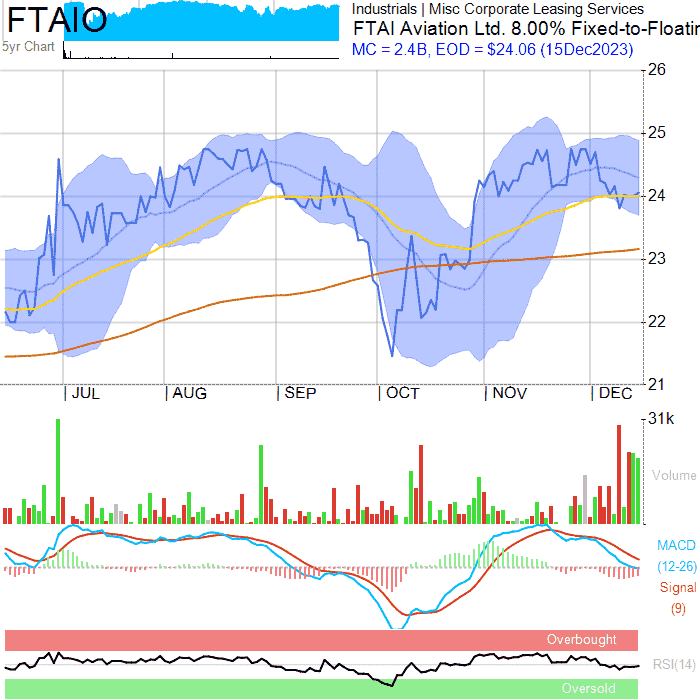 FTAIO
Industrials | Misc Corporate Leasing Services
FTAI Aviation Ltd. 8.00% Fixed-to-Floatin
5yr Chart
MC = 2.4B, EOD = $24.06 (15Dec2023)
26
25
24
23
22
21
| JUL | AUG | SEP | OCT | NOV | DEC
31k
Volume
MACD
(12-26)
Signal
(9)
Overbought
RSI(14)
Oversold